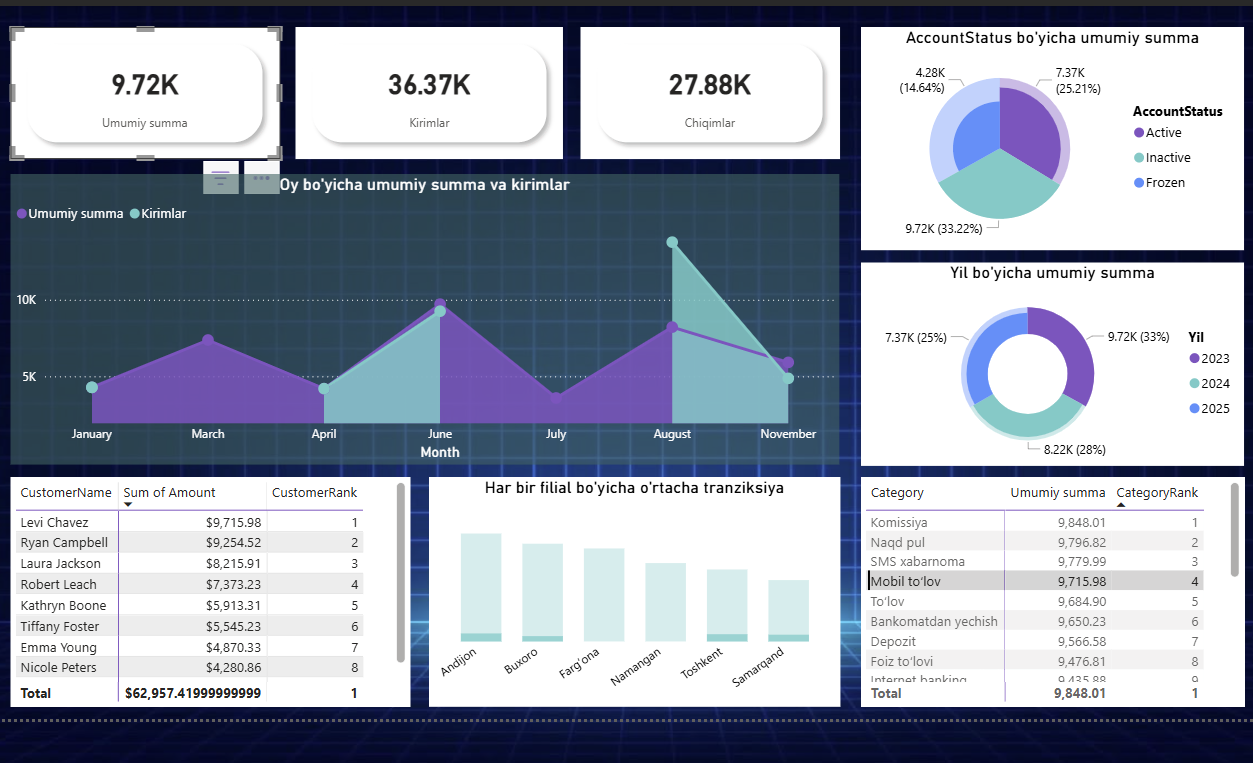 9.72K
Umumiy summa
36.37K
Kirimlar
27.88K
Chiqimlar
AccountStatus bo'yicha umumiy summa
4.28K
(14.64%)
7.37K
(25.21%)
9.72K (33.22%)
AccountStatus
Active
Inactive
Frozen
Oy bo'yicha umumiy summa va kirimlar
Umumiy summa Kirimlar
10K
5K
January March April June July August November
Month
Yil bo'yicha umumiy summa
7.37K (25%)
9.72K (33%)
8.22K (28%)
Yil
2023
2024
2025
CustomerName Sum of Amount CustomerRank
Levi Chavez $9,715.98 1
Ryan Campbell $9,254.52 2
Laura Jackson $8,215.91 3
Robert Leach $7,373.23 4
Kathryn Boone $5,913.31 5
Tiffany Foster $5,545.23 6
Emma Young $4,870.33 7
Nicole Peters $4,280.86 8
Total $62,957.41999999999 1
Har bir filial bo'yicha o'rtacha tranziksiya
Andijon Buxoro Farg'ona Namangan Toshkent Samarqand
Category Umumiy summa CategoryRank
Komissiya 9,848.01 1
Naqd pul 9,796.82 2
SMS xabarnoma 9,779.99 3
Mobil to'lov 9,715.98 4
To'lov 9,684.90 5
Bankomatdan yechish 9,650.23 6
Depozit 9,566.58 7
Foiz to'lovi 9,476.81 8
Internet banking 9,435.88 9
Total 9,848.01 1